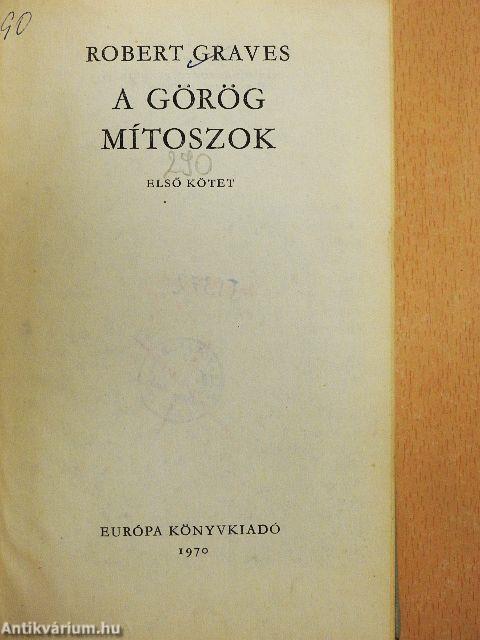 90
ROBERT GRAVES
A GÖRÖG
MÍTOSZOK
290
ELSŐ KÖTET
EURÓPA KÖNYVKIADÓ
1970
Antikvárium.hu